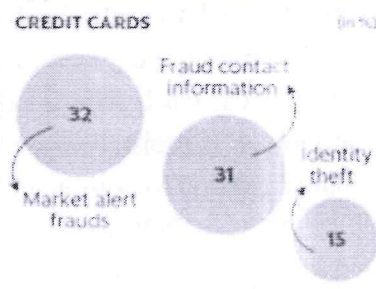 CREDIT CARDS
(in %)
Fraud contact
information
32
31
Identity
theft
Market alert
frauds
15